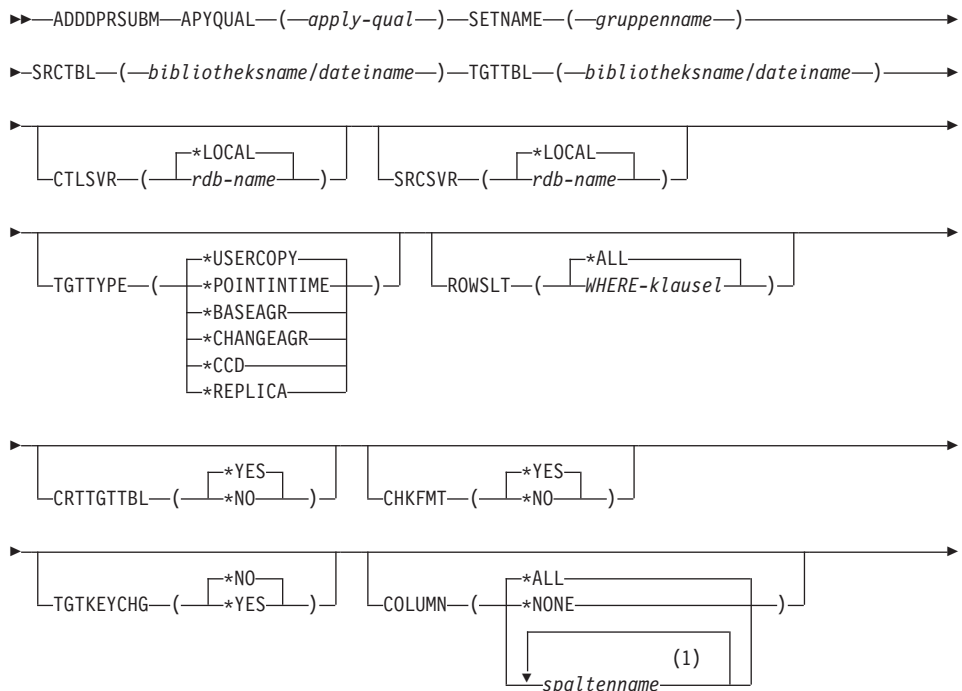 ADDDPRSUBM APYQUAL ( apply-qual ) SETNAME ( gruppenname )
SRCTBL ( bibliotheksname/dateiname ) TGTTBL ( bibliotheksname/dateiname )
*LOCAL *LOCAL
CTLSVR ( rdb-name ) SRCSVR ( rdb-name )
*USERCOPY *ALL
TGTTYPE ( *POINTINTIME ) ROWSLT ( WHERE-klausel )
*BASEAGR
*CHANGEAGR
*CCD
*REPLICA
*YES *YES
CRTTGTTBL ( *NO ) CHKFMT ( *NO )
*NO *ALL
TGTKEYCHG ( *YES ) COLUMN ( *NONE )
(1)
spaltenname